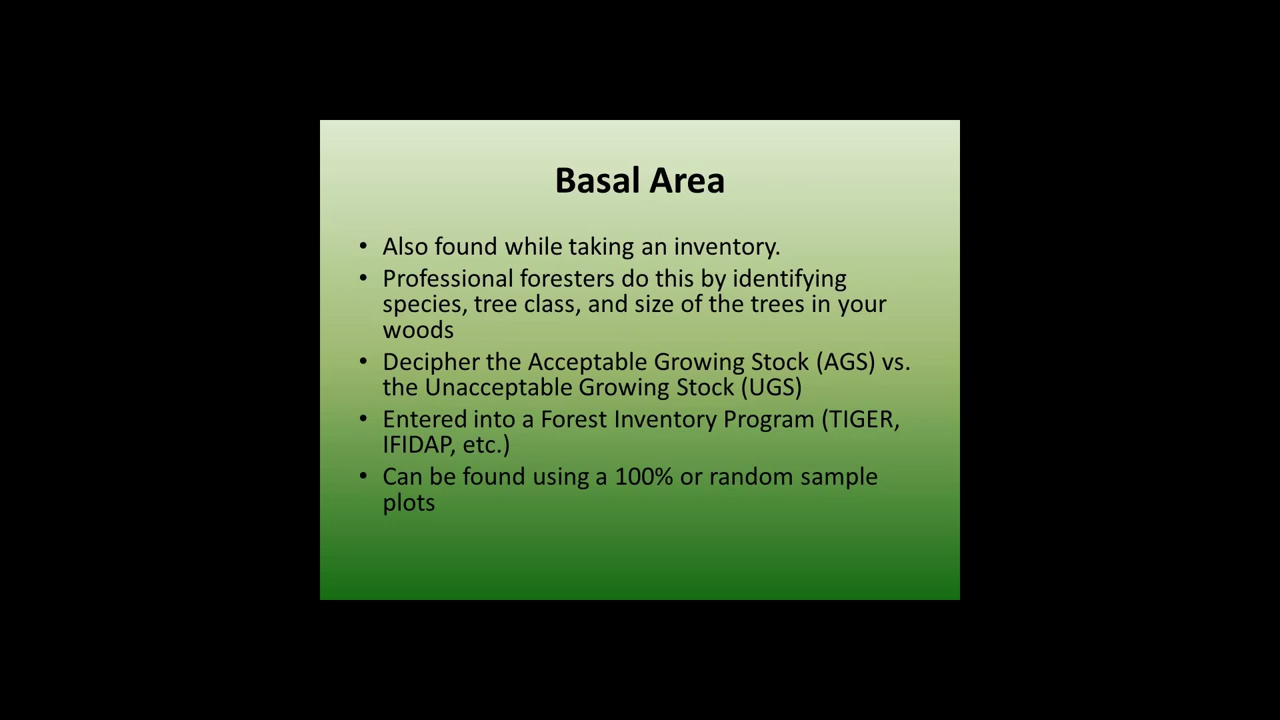 Basal Area
• Also found while taking an inventory.
• Professional foresters do this by identifying
species, tree class, and size of the trees in your
woods
• Decipher the Acceptable Growing Stock (AGS) vs.
the Unacceptable Growing Stock (UGS)
• Entered into a Forest Inventory Program (TIGER,
IFIDAP, etc.)
• Can be found using a 100% or random sample
plots